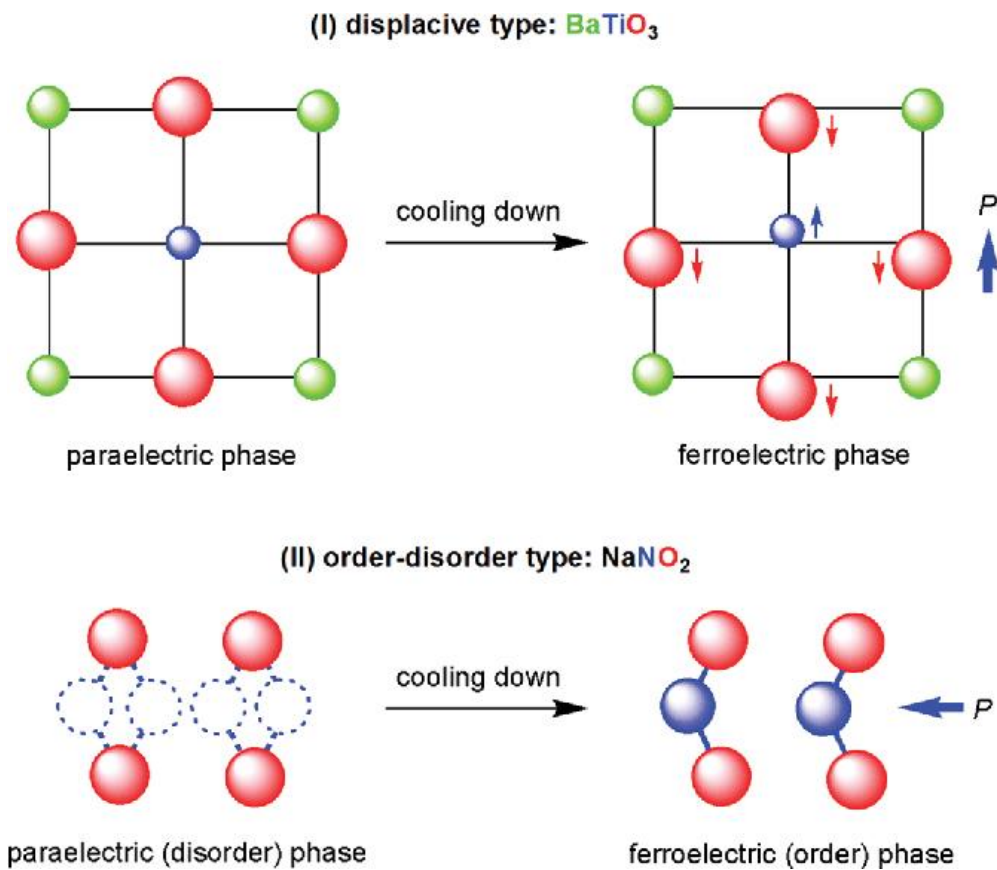 (I) displacive type: BaTiO3
cooling down
P
paraelectric phase
ferroelectric phase
(II) order-disorder type: NaNO2
cooling down
P
paraelectric (disorder) phase
ferroelectric (order) phase